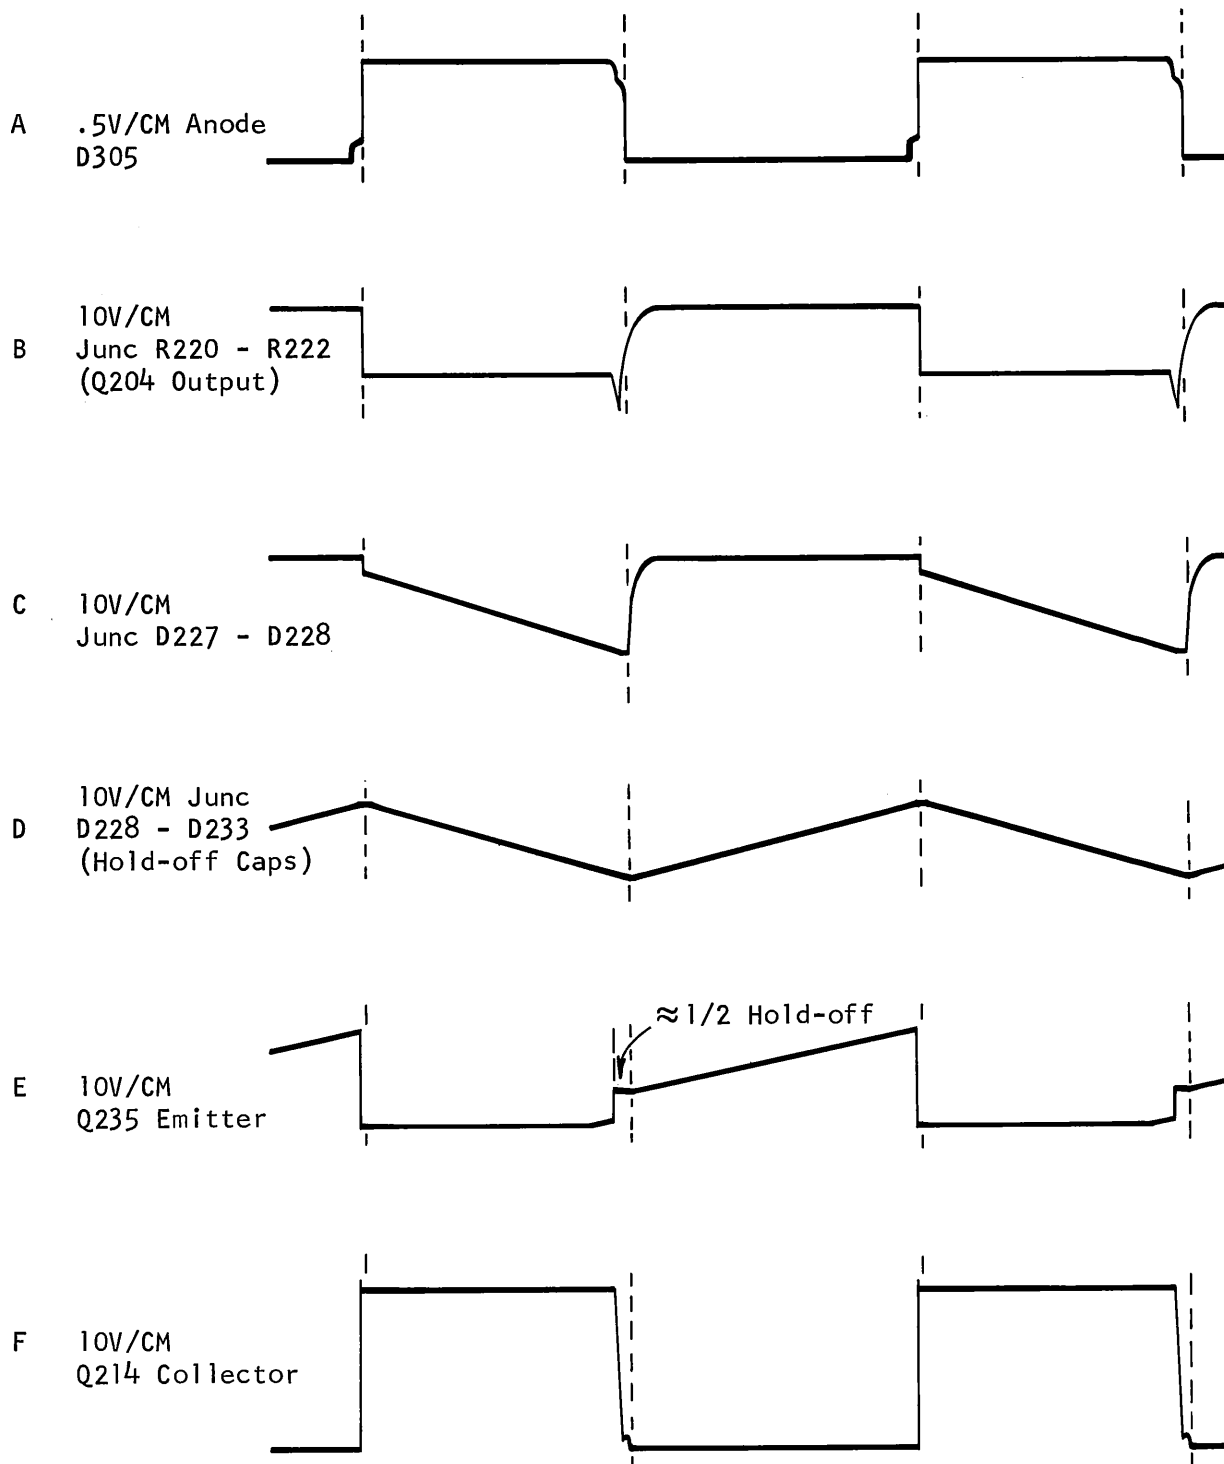 A .5V/CM Anode
D305
10V/CM
B Junc R220 - R222
(Q204 Output)
C 10V/CM
Junc D227 - D228
10V/CM Junc
D D228 - D233
(Hold-off Caps)
≈1/2 Hold-off
E 10V/CM
Q235 Emitter
F 10V/CM
Q214 Collector